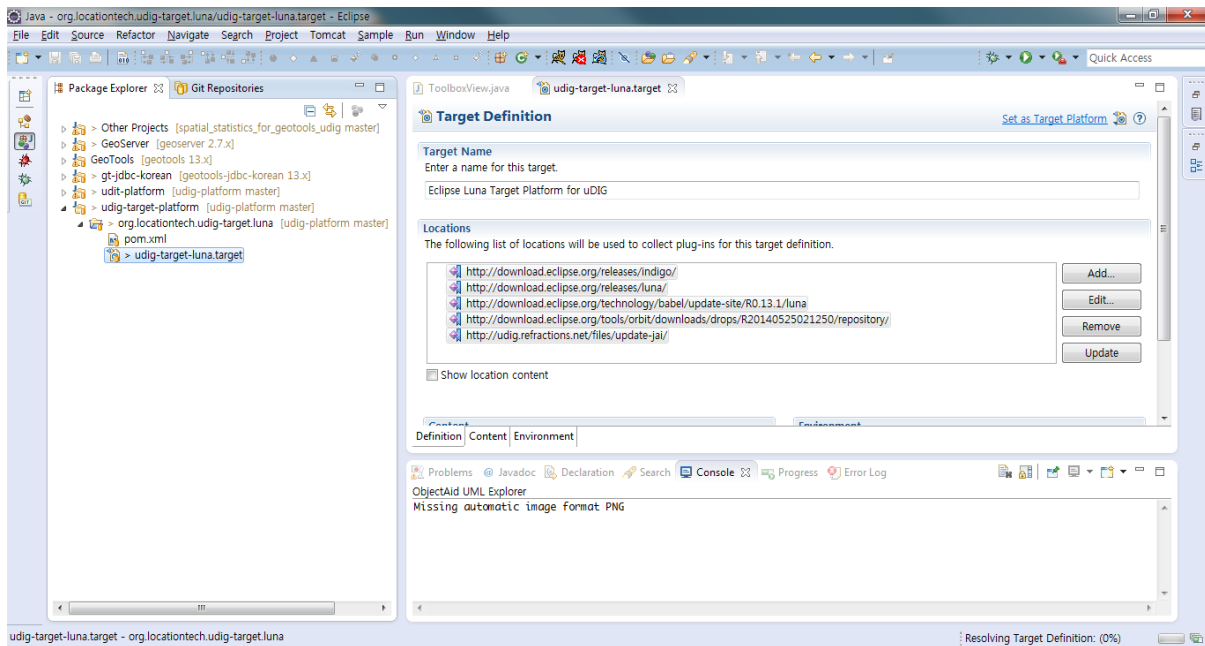 Java - org.locationtech.udig-target.luna/udig-target-luna.target - Eclipse
File Edit Source Refactor Navigate Search Project Tomcat Sample Run Window Help
Quick Access
Package Explorer
Git Repositories
> Other Projects [spatial_statistics_for_geotools_udig master]
> GeoServer [geoserver 2.7.x]
GeoTools [geotools 13.x]
> gt-jdbc-korean [geotools-jdbc-korean 13.x]
> udit-platform [udig-platform master]
> udig-target-platform [udig-platform master]
> org.locationtech.udig-target.luna [udig-platform master]
pom.xml
> udig-target-luna.target
ToolboxView.java
udig-target-luna.target
Target Definition
Set as Target Platform
Target Name
Enter a name for this target.
Eclipse Luna Target Platform for uDIG
Locations
The following list of locations will be used to collect plug-ins for this target definition.
http://download.eclipse.org/releases/indigo/
http://download.eclipse.org/releases/luna/
http://download.eclipse.org/technology/babel/update-site/R0.13.1/luna
http://download.eclipse.org/tools/orbit/downloads/drops/R20140525021250/repository/
http://udig.refractions.net/files/update-jai/
Add...
Edit...
Remove
Update
Show location content
Content
Environment
Definition Content Environment
Problems @ Javadoc Declaration Search Console Progress Error Log
ObjectAid UML Explorer
Missing automatic image format PNG
udig-target-luna.target - org.locationtech.udig-target.luna
Resolving Target Definition: (0%)